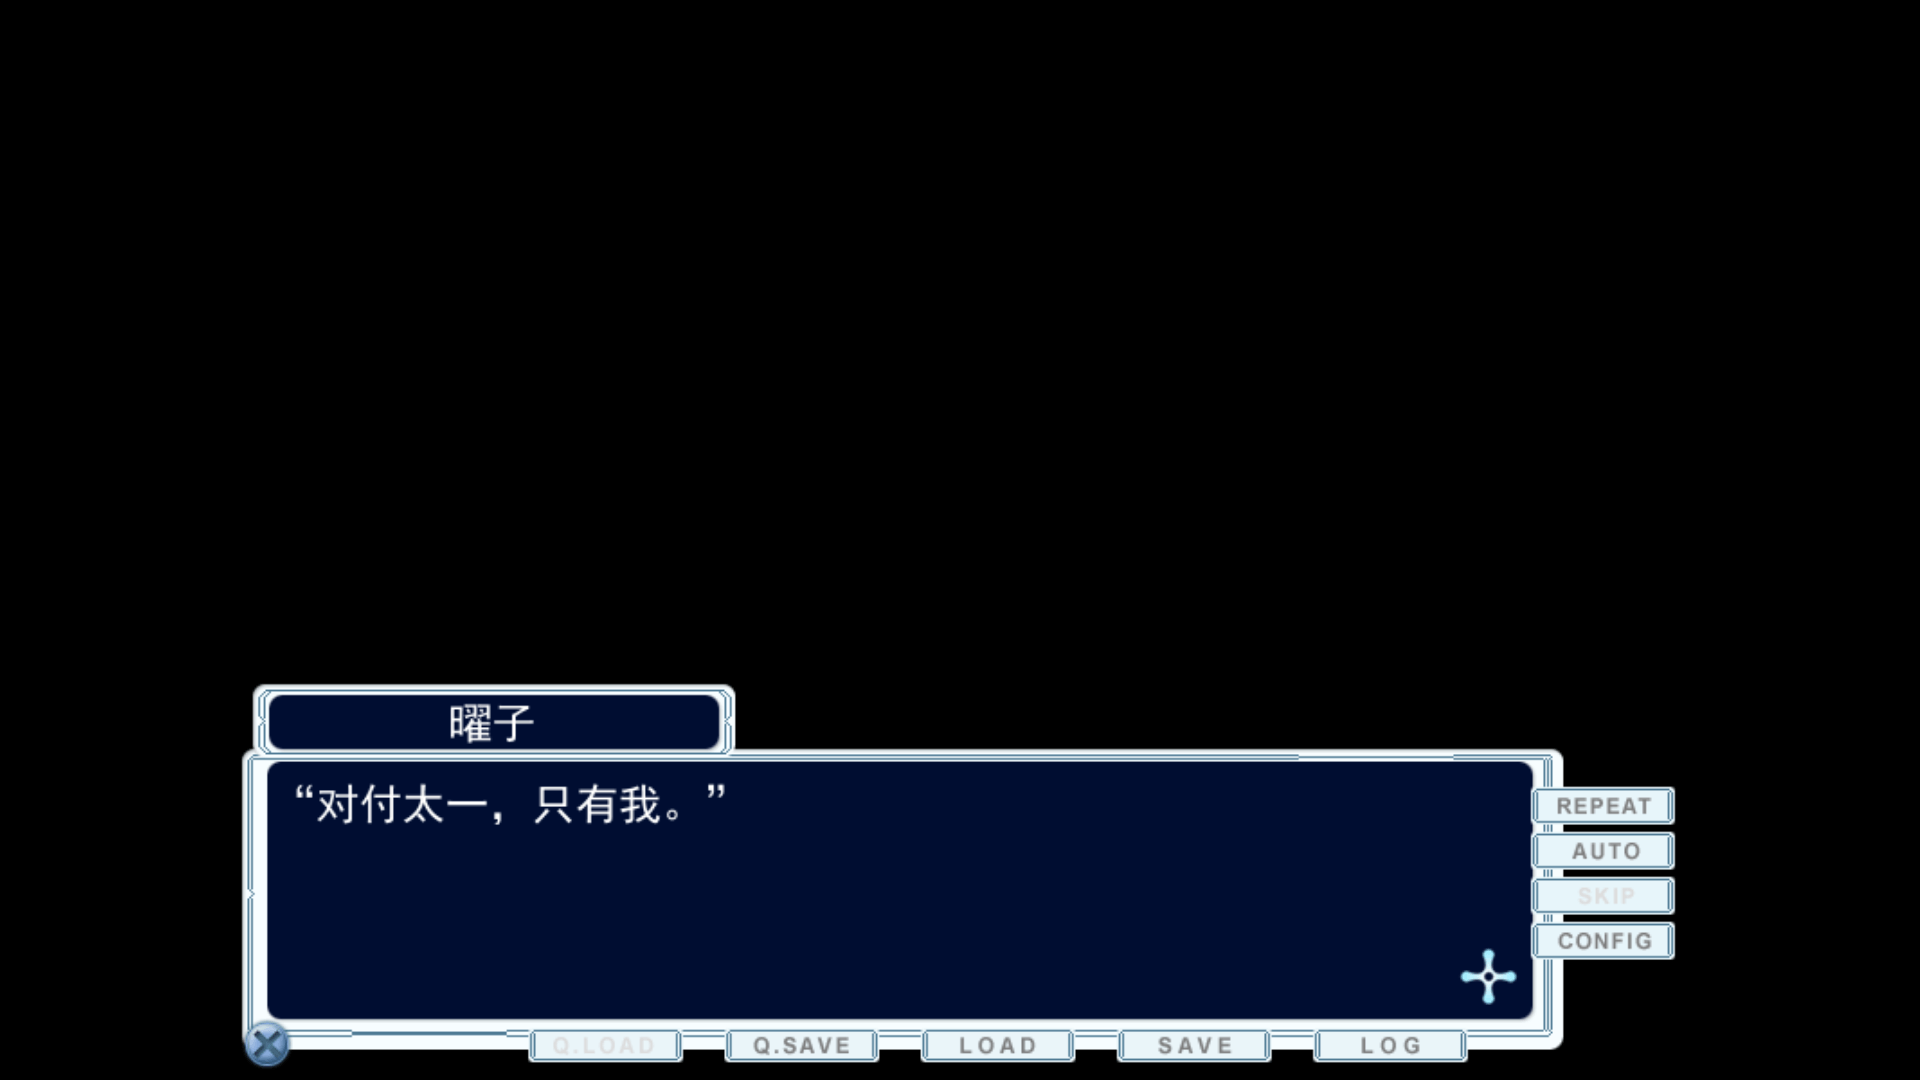 曜子
“对付太一，只有我。”
REPEAT
AUTO
SKIP
CONFIG
Q.LOAD
Q.SAVE
LOAD
SAVE
LOG